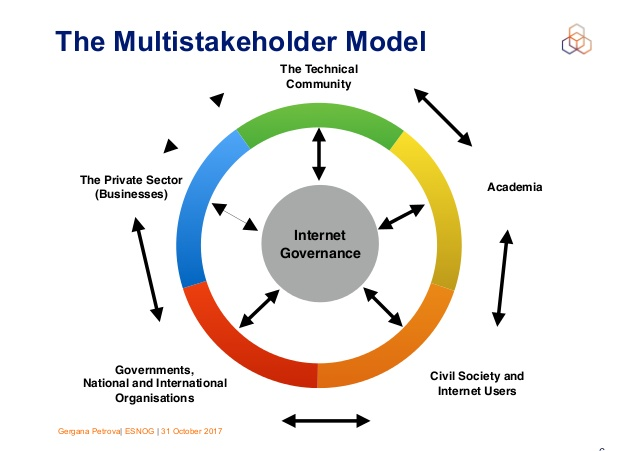 The Multistakeholder Model
The Technical
Community
The Private Sector
(Businesses)
Academia
Internet
Governance
Governments,
National and International
Organisations
Civil Society and
Internet Users
Gergana Petrova| ESNOG | 31 October 2017